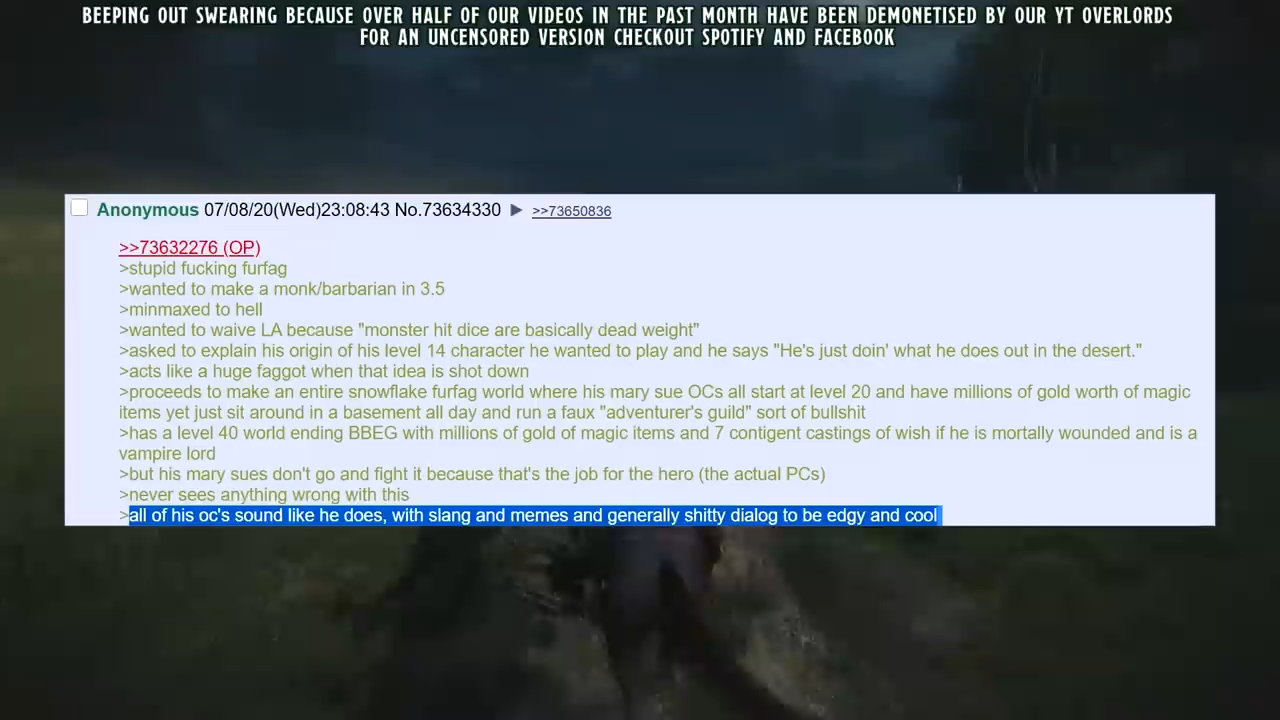 BEEPING OUT SWEARING BECAUSE OVER HALF OF OUR VIDEOS IN THE PAST MONTH HAVE BEEN DEMONETISED BY OUR YT OVERLORDS
FOR AN UNCENSORED VERSION CHECKOUT SPOTIFY AND FACEBOOK
Anonymous 07/08/20(Wed)23:08:43 No.73634330 ▶ >>73650836
>>73632276 (OP)
>stupid fucking furfag
>wanted to make a monk/barbarian in 3.5
>minmaxed to hell
>wanted to waive LA because "monster hit dice are basically dead weight"
>asked to explain his origin of his level 14 character he wanted to play and he says "He's just doin' what he does out in the desert."
>acts like a huge faggot when that idea is shot down
>proceeds to make an entire snowflake furfag world where his mary sue OCs all start at level 20 and have millions of gold worth of magic
items yet just sit around in a basement all day and run a faux "adventurer's guild" sort of bullshit
>has a level 40 world ending BBEG with millions of gold of magic items and 7 contigent castings of wish if he is mortally wounded and is a
vampire lord
>but his mary sues don't go and fight it because that's the job for the hero (the actual PCs)
>never sees anything wrong with this
>all of his oc's sound like he does, with slang and memes and generally shitty dialog to be edgy and cool